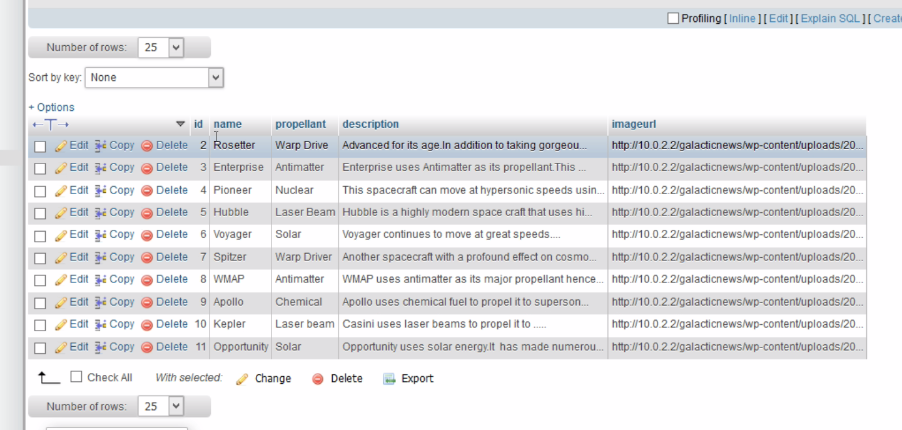 Profiling [ Inline ] [ Edit ] [ Explain SQL ] [ Create
Number of rows: 25
Sort by key: None
+ Options
←T→ id name propellant description imageurl
Edit Copy Delete 2 Rosetter Warp Drive Advanced for its age.In addition to taking gorgeou... http://10.0.2.2/galacticnews/wp-content/uploads/20...
Edit Copy Delete 3 Enterprise Antimatter Enterprise uses Antimatter as its propellant.This ... http://10.0.2.2/galacticnews/wp-content/uploads/20...
Edit Copy Delete 4 Pioneer Nuclear This spacecraft can move at hypersonic speeds usin... http://10.0.2.2/galacticnews/wp-content/uploads/20...
Edit Copy Delete 5 Hubble Laser Beam Hubble is a highly modern space craft that uses hi... http://10.0.2.2/galacticnews/wp-content/uploads/20...
Edit Copy Delete 6 Voyager Solar Voyager continues to move at great speeds.... http://10.0.2.2/galacticnews/wp-content/uploads/20...
Edit Copy Delete 7 Spitzer Warp Driver Another spacecraft with a profound effect on cosmo... http://10.0.2.2/galacticnews/wp-content/uploads/20...
Edit Copy Delete 8 WMAP Antimatter WMAP uses antimatter as its major propellant hence... http://10.0.2.2/galacticnews/wp-content/uploads/20...
Edit Copy Delete 9 Apollo Chemical Apollo uses chemical fuel to propel it to superson... http://10.0.2.2/galacticnews/wp-content/uploads/20...
Edit Copy Delete 10 Kepler Laser beam Casini uses laser beams to propel it to ..... http://10.0.2.2/galacticnews/wp-content/uploads/20...
Edit Copy Delete 11 Opportunity Solar Opportunity uses solar energy.It has made numerou... http://10.0.2.2/galacticnews/wp-content/uploads/20...
Check All With selected: Change Delete Export
Number of rows: 25